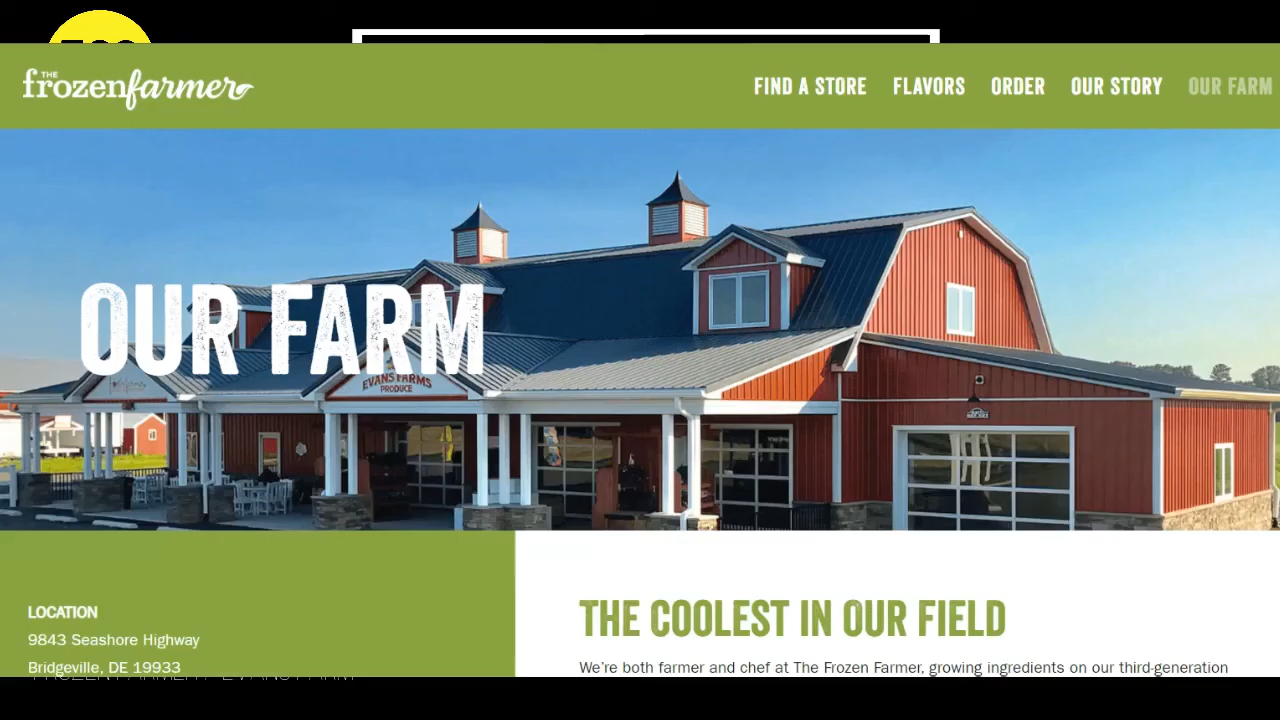 THE
frozenfarmer
FIND A STORE FLAVORS ORDER OUR STORY OUR FARM
OUR FARM
EVANS FARMS
PRODUCE
LOCATION
9843 Seashore Highway
Bridgeville, DE 19933
THE COOLEST IN OUR FIELD
We're both farmer and chef at The Frozen Farmer, growing ingredients on our third-generation